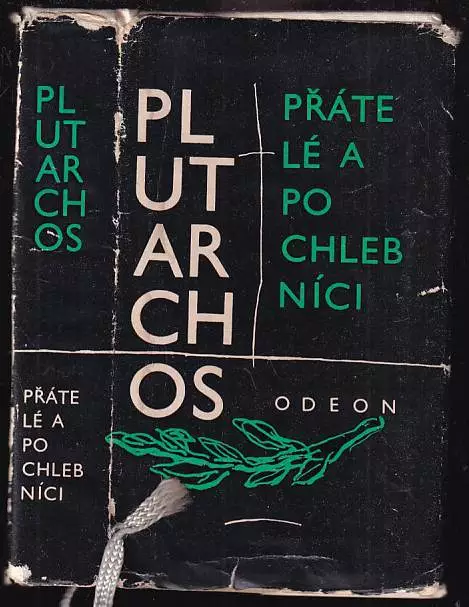 PL
UT
AR
CH
OS
PŘÁTE
LÉ A
PO
CHLEB
NÍCI
PL
UT
AR
CH
OS
PŘÁTE
LÉ A
PO
CHLEB
NÍCI
ODEON